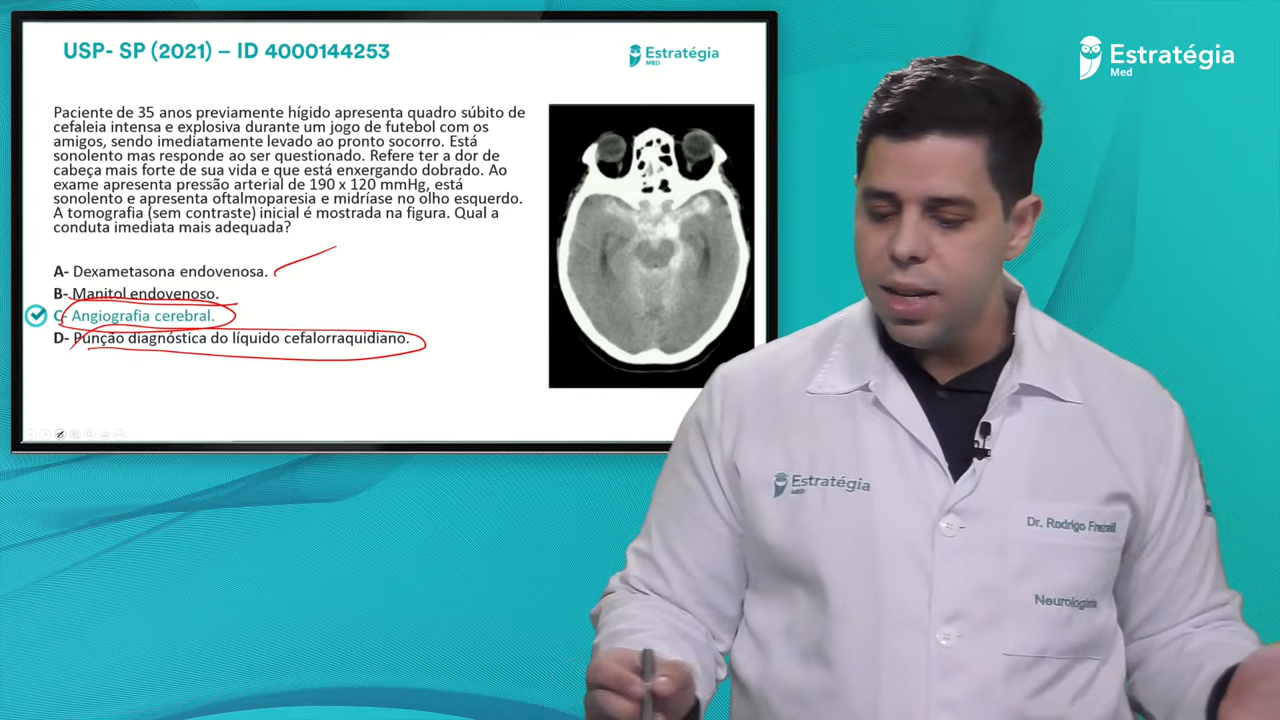 USP- SP (2021) – ID 4000144253
Estratégia
MED
Estratégia
Med
Paciente de 35 anos previamente hígido apresenta quadro súbito de
cefaleia intensa e explosiva durante um jogo de futebol com os
amigos, sendo imediatamente levado ao pronto socorro. Está
sonolento mas responde ao ser questionado. Refere ter a dor de
cabeça mais forte de sua vida e que está enxergando dobrado. Ao
exame apresenta pressão arterial de 190 x 120 mmHg, está
sonolento e apresenta oftalmoparesia e midríase no olho esquerdo.
A tomografia (sem contraste) inicial é mostrada na figura. Qual a
conduta imediata mais adequada?
A- Dexametasona endovenosa.
B- Manitol endovenoso.
C- Angiografia cerebral.
D- Punção diagnóstica do líquido cefalorraquidiano.
Estratégia
MED
Dr. Rodrigo
Neurologista